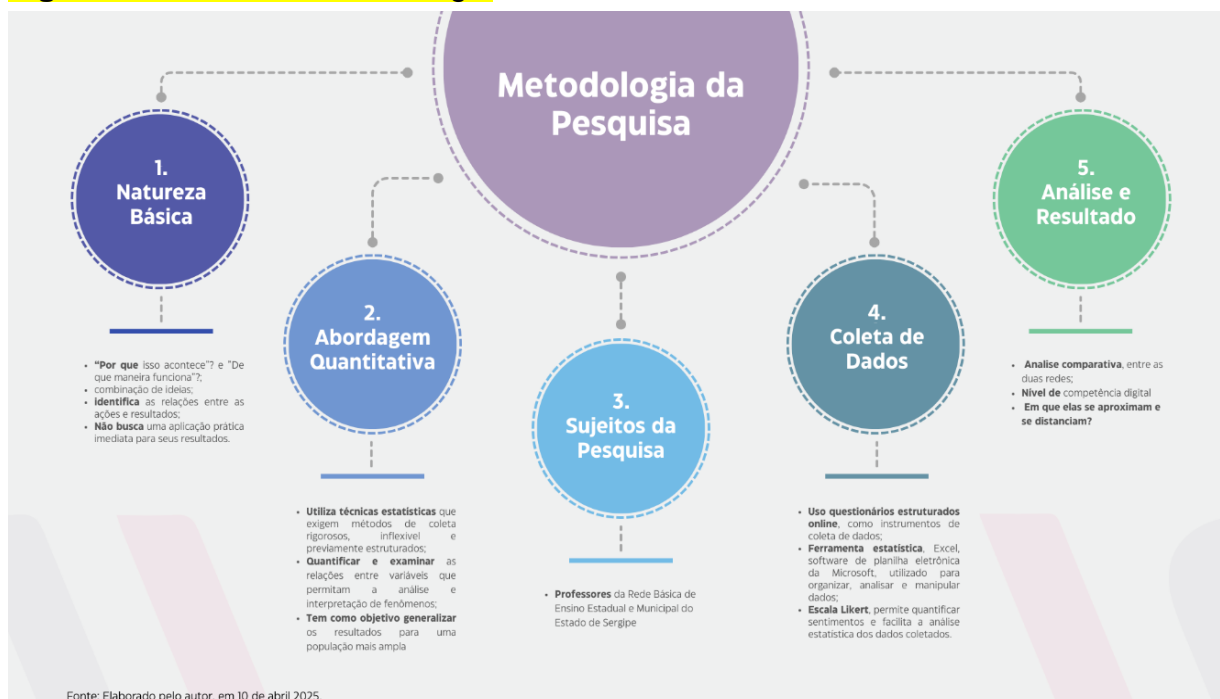 Metodologia da
Pesquisa
1.
Natureza
Básica
• “Por que isso acontece”? e “De
que maneira funciona”?;
• combinação de ideias;
• identifica as relações entre as
ações e resultados;
• Não busca uma aplicação prática
imediata para seus resultados.
2.
Abordagem
Quantitativa
• Utiliza técnicas estatísticas que
exigem métodos de coleta
rigorosos, inflexivel e
previamente estruturados;
• Quantificar e examinar as
relações entre variáveis que
permitam a análise e
interpretação de fenômenos;
• Tem como objetivo generalizar
os resultados para uma
população mais ampla
3.
Sujeitos da
Pesquisa
• Professores da Rede Básica de
Ensino Estadual e Municipal do
Estado de Sergipe
4.
Coleta de
Dados
• Uso questionários estruturados
online, como instrumentos de
coleta de dados;
• Ferramenta estatística, Excel,
software de planilha eletrônica
da Microsoft, utilizado para
organizar, analisar e manipular
dados;
• Escala Likert, permite quantificar
sentimentos e facilita a análise
estatística dos dados coletados.
5.
Análise e
Resultado
• Analise comparativa, entre as
duas redes;
• Nível de competência digital
• Em que elas se aproximam e
se distanciam?
Fonte: Elaborado pelo autor, em 10 de abril 2025.